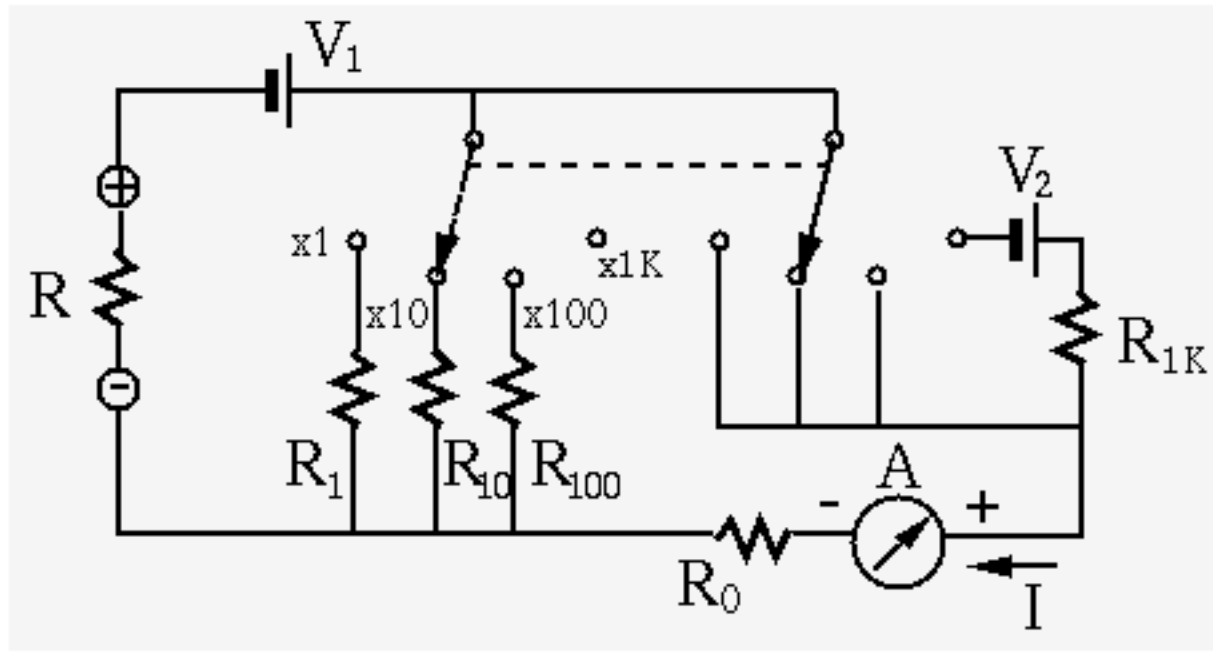 V₁
+
V₂
x1
x1K
R
x10
x100
R₁ₖ
-
R₁
R₁₀
R₁₀₀
A
-
+
R₀
I